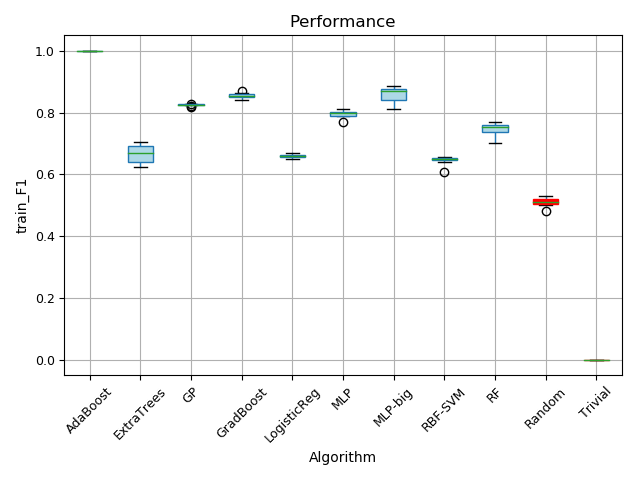 Performance
train_F1
1.0
0.8
0.6
0.4
0.2
0.0
AdaBoost
ExtraTrees
GP
GradBoost
LogisticReg
MLP
MLP-big
RBF-SVM
RF
Random
Trivial
Algorithm